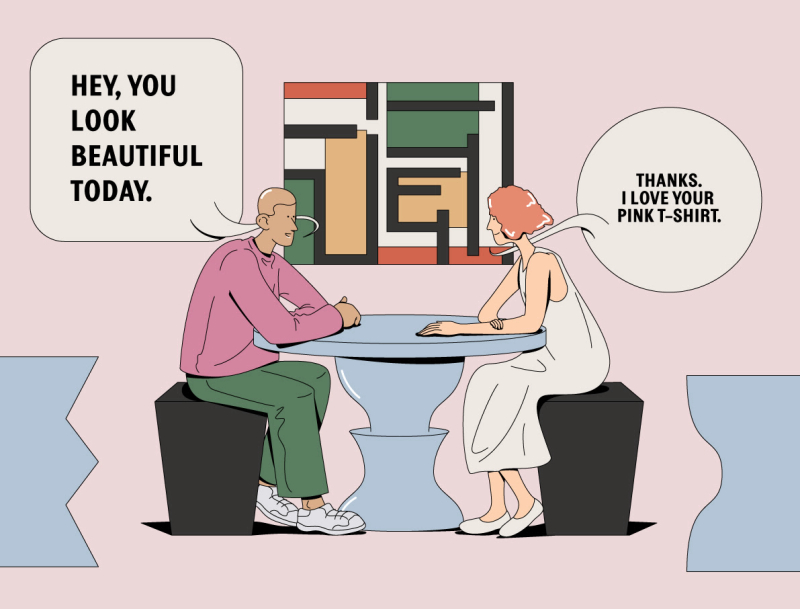 HEY, YOU
LOOK
BEAUTIFUL
TODAY.
THANKS.
I LOVE YOUR
PINK T-SHIRT.